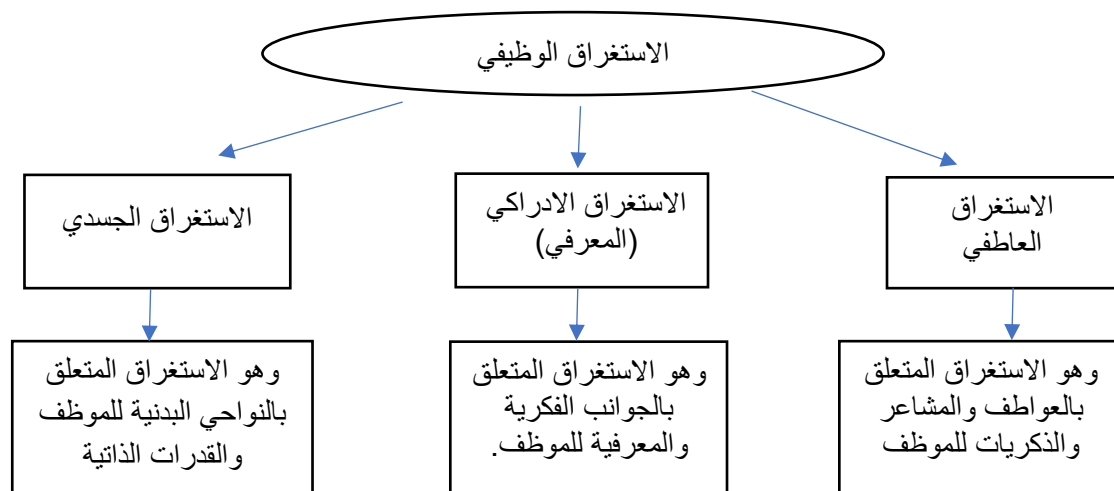 الاستغراق الوظيفي
الاستغراق
العاطفي
الاستغراق الادراكي
(المعرفي)
الاستغراق الجسدي
وهو الاستغراق المتعلق
بالعواطف والمشاعر
والذكريات للموظف
وهو الاستغراق المتعلق
بالجوانب الفكرية
والمعرفية للموظف.
وهو الاستغراق المتعلق
بالنواحي البدنية للموظف
والقدرات الذاتية